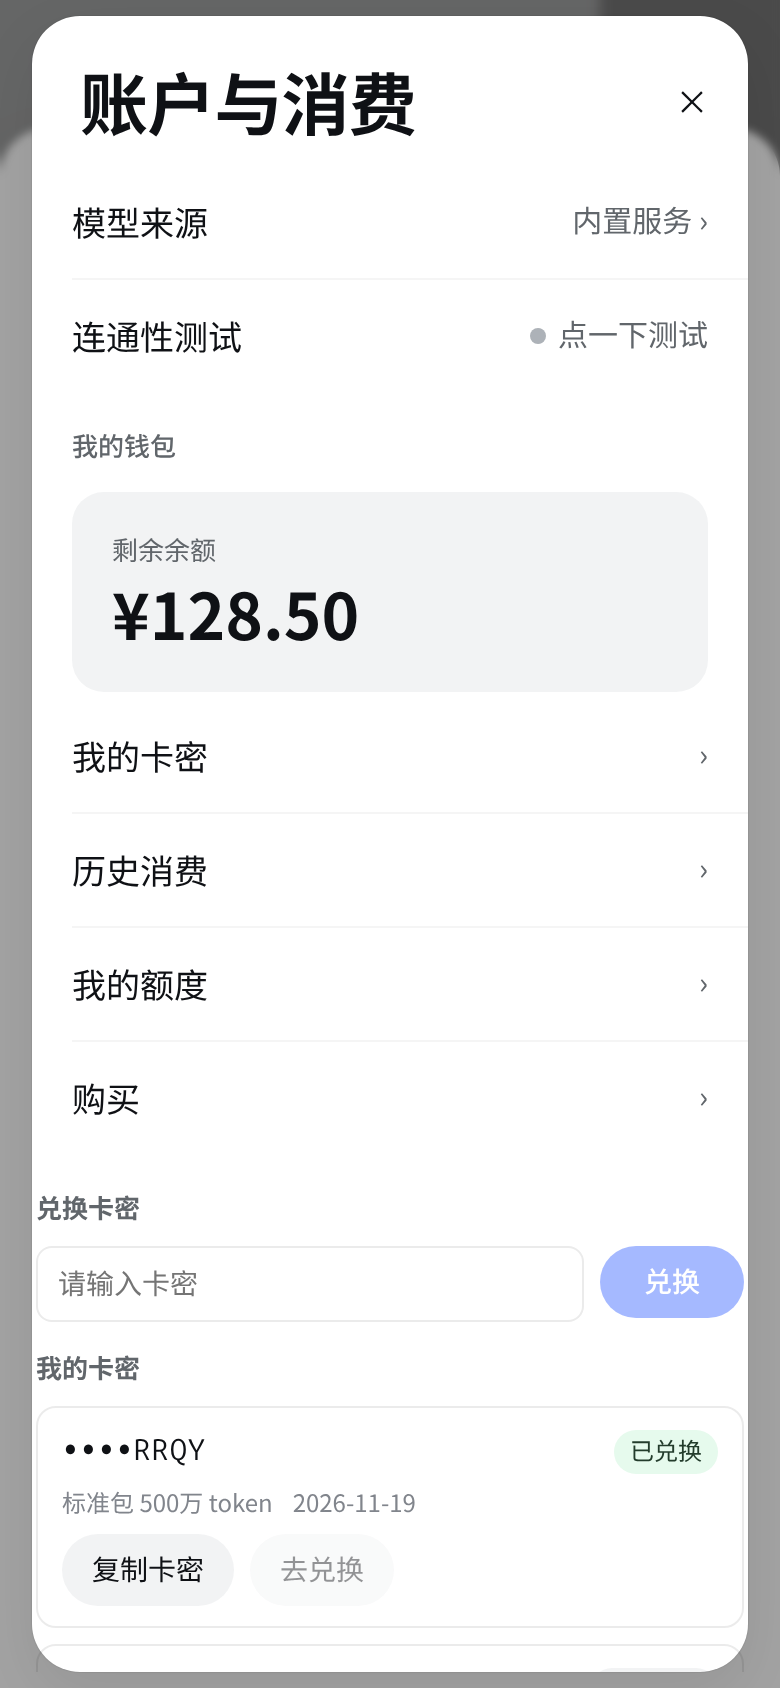 账户与消费
模型来源 内置服务 ›
连通性测试 点一下测试
我的钱包
剩余余额
¥128.50
我的卡密 ›
历史消费 ›
我的额度 ›
购买 ›
兑换卡密
请输入卡密 兑换
我的卡密
••••RRQY 已兑换
标准包 500万 token 2026-11-19
复制卡密 去兑换